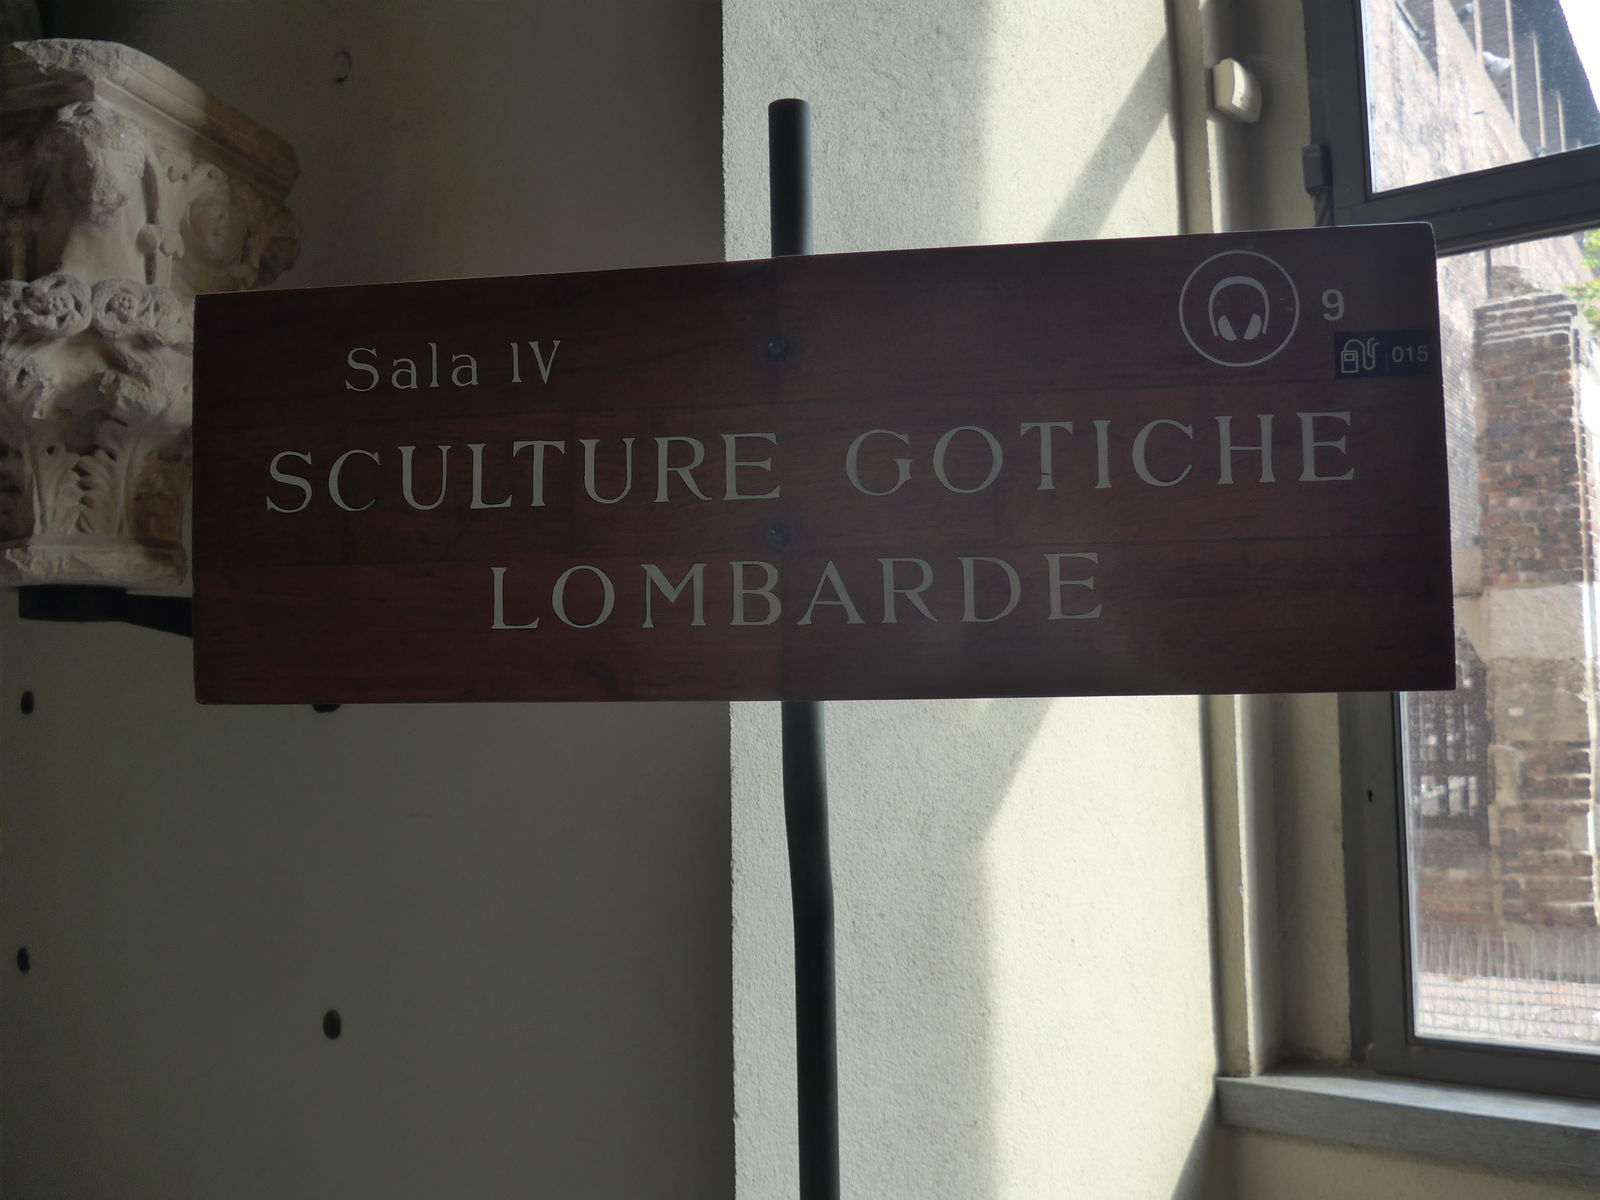 Sala IV
9
015
SCULTURE GOTICHE
LOMBARDE